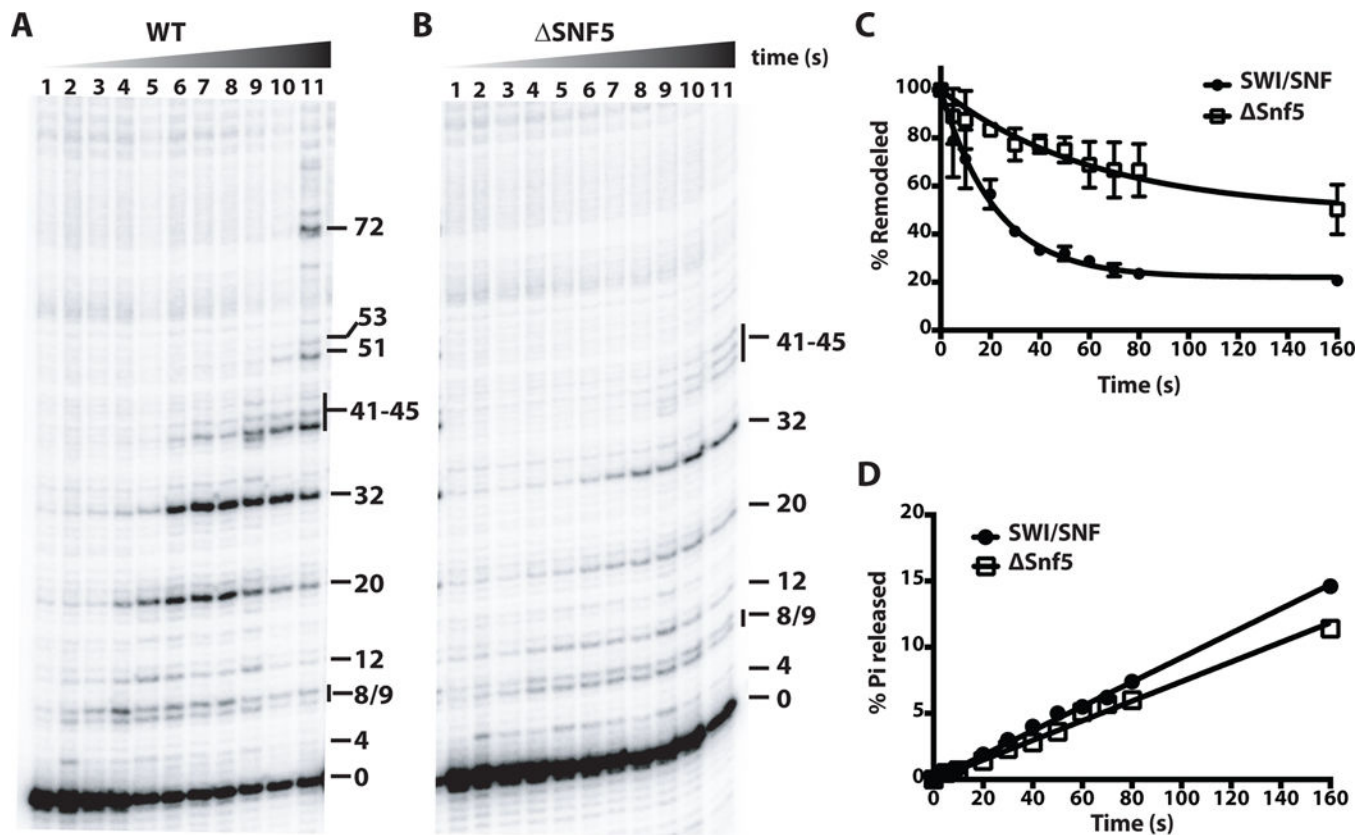 A
WT
1 2 3 4 5 6 7 8 9 10 11
72
53
51
41-45
32
20
12
8/9
4
0
B
ΔSNF5
time (s)
1 2 3 4 5 6 7 8 9 10 11
41-45
32
20
12
8/9
4
0
C
SWI/SNF
ΔSnf5
% Remodeled
100
80
60
40
20
0
0 20 40 60 80 100 120 140 160
Time (s)
D
SWI/SNF
ΔSnf5
% Pi released
20
15
10
5
0
0 20 40 60 80 100 120 140 160
Time (s)